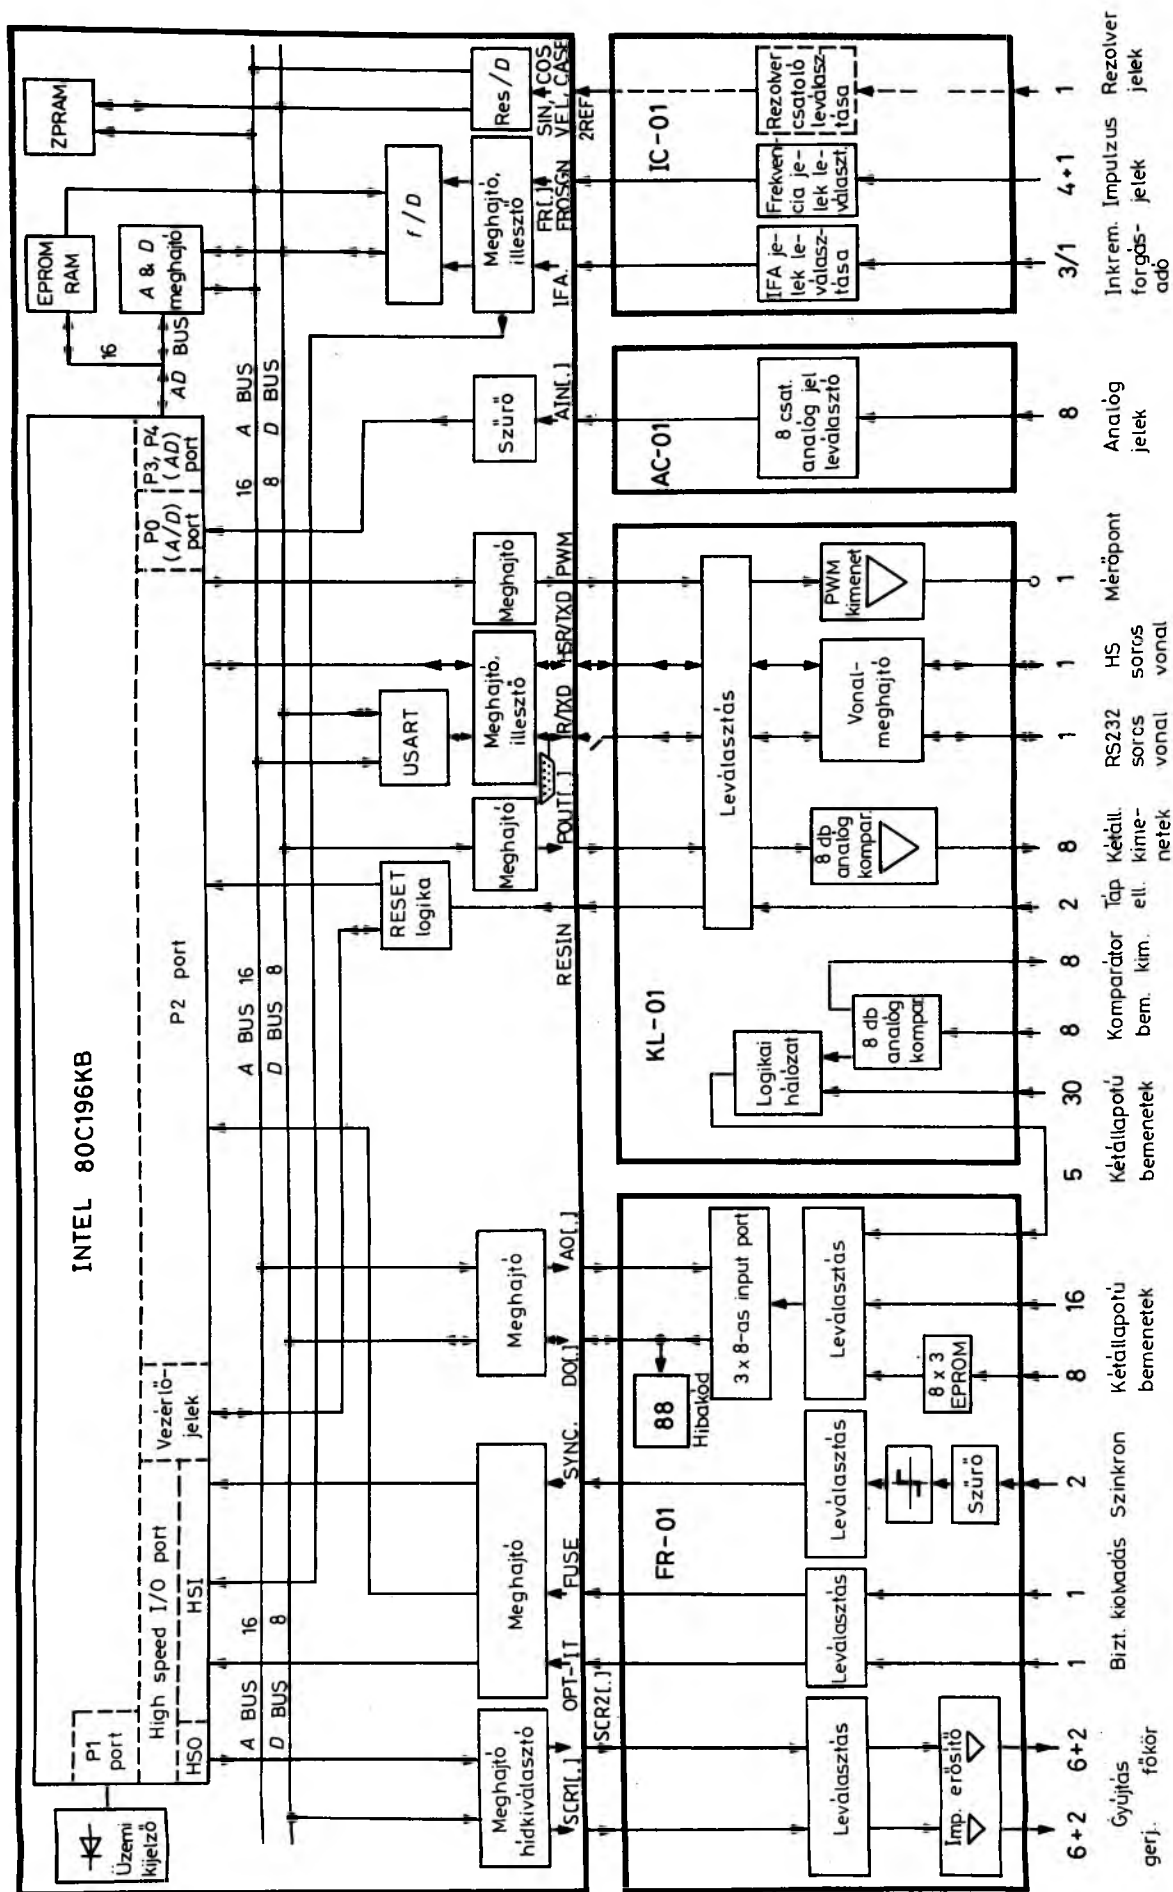 INTEL 80C196KB
Üzemi
kijelző
P1
port
High speed I/O port
HSO
HSI
Vezérlő-
jelek
P2 port
P0
(A/D)
port
P3, P4
(AD)
port
EPROM
RAM
ZPRAM
16
AD BUS
A & D
meghajtó
A BUS 16
D BUS 8
A BUS 16
D BUS 8
16 A BUS
8 D BUS
Meghajtó
hídkiválasztó
Meghajtó
Meghajtó
RESET
logika
Meghajtó
USART
Meghajtó,
illesztő
Meghajtó
Szűrő
f/D
Meghajtó,
illesztő
Res/D
SCR1[.]
SCR2[.]
OPT-IT
FUSE
SYNC.
DO[.]
AO[.]
RESIN
POUT[.]
R/TXD
HSR/TXD
PWM
AIN[.]
IFA.
FR[.]
FROSGN
SIN, COS
VEL, CASE
2REF
FR-01
Leválasztás
Imp. erősítő
Leválasztás
Leválasztás
Szűrő
88
Hibakód
3 x 8-as input port
Leválasztás
8 x 3
EPROM
KL-01
Logikai
hálózat
8 db
analóg
kompar.
Leválasztás
8 db
analóg
kompar.
Vonal-
meghajtó
PWM
kimenet
AC-01
8 csat.
analóg jel
leválasztó
IC-01
IFA je-
lek le-
válasz-
tása
Frekven-
cia je-
lek le-
választ.
Rezolver
csatoló
leválasz-
tása
6+2 6+2 1 1 2 8 16 5 30 8 8 2 8 1 1 1 8 3/1 4+1 1
Gyújtás
gerj. főkör
Bizt. kiolvadás
Szinkron
Kétállapotú
bemenetek
Kétállapotú
bemenetek
Komparátor
bem. kim.
Táp
ell.
Kétáll.
kime-
netek
RS232
soros
vonal
HS
soros
vonal
Mérőpont
Analóg
jelek
Inkrem.
forgás-
adó
Impulzus
jelek
Rezolver
jelek